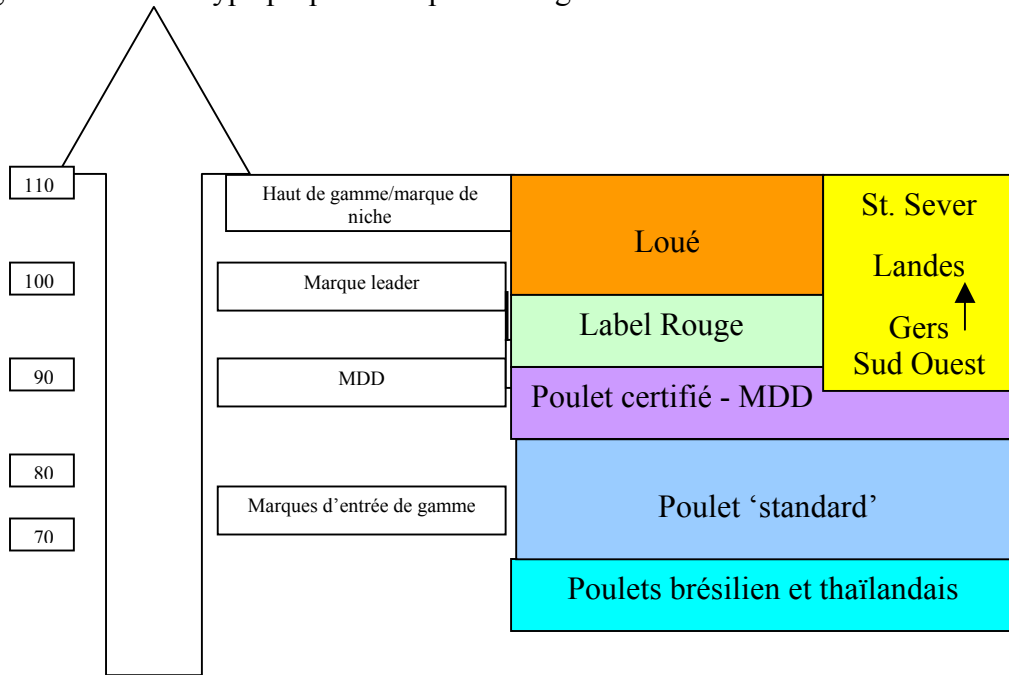 110
Haut de gamme/marque de
niche
Loué
St. Sever
100
Marque leader
Landes
Label Rouge
Gers
90
MDD
Sud Ouest
Poulet certifié - MDD
80
Marques d’entrée de gamme
Poulet ‘standard’
70
Poulets brésilien et thaïlandais